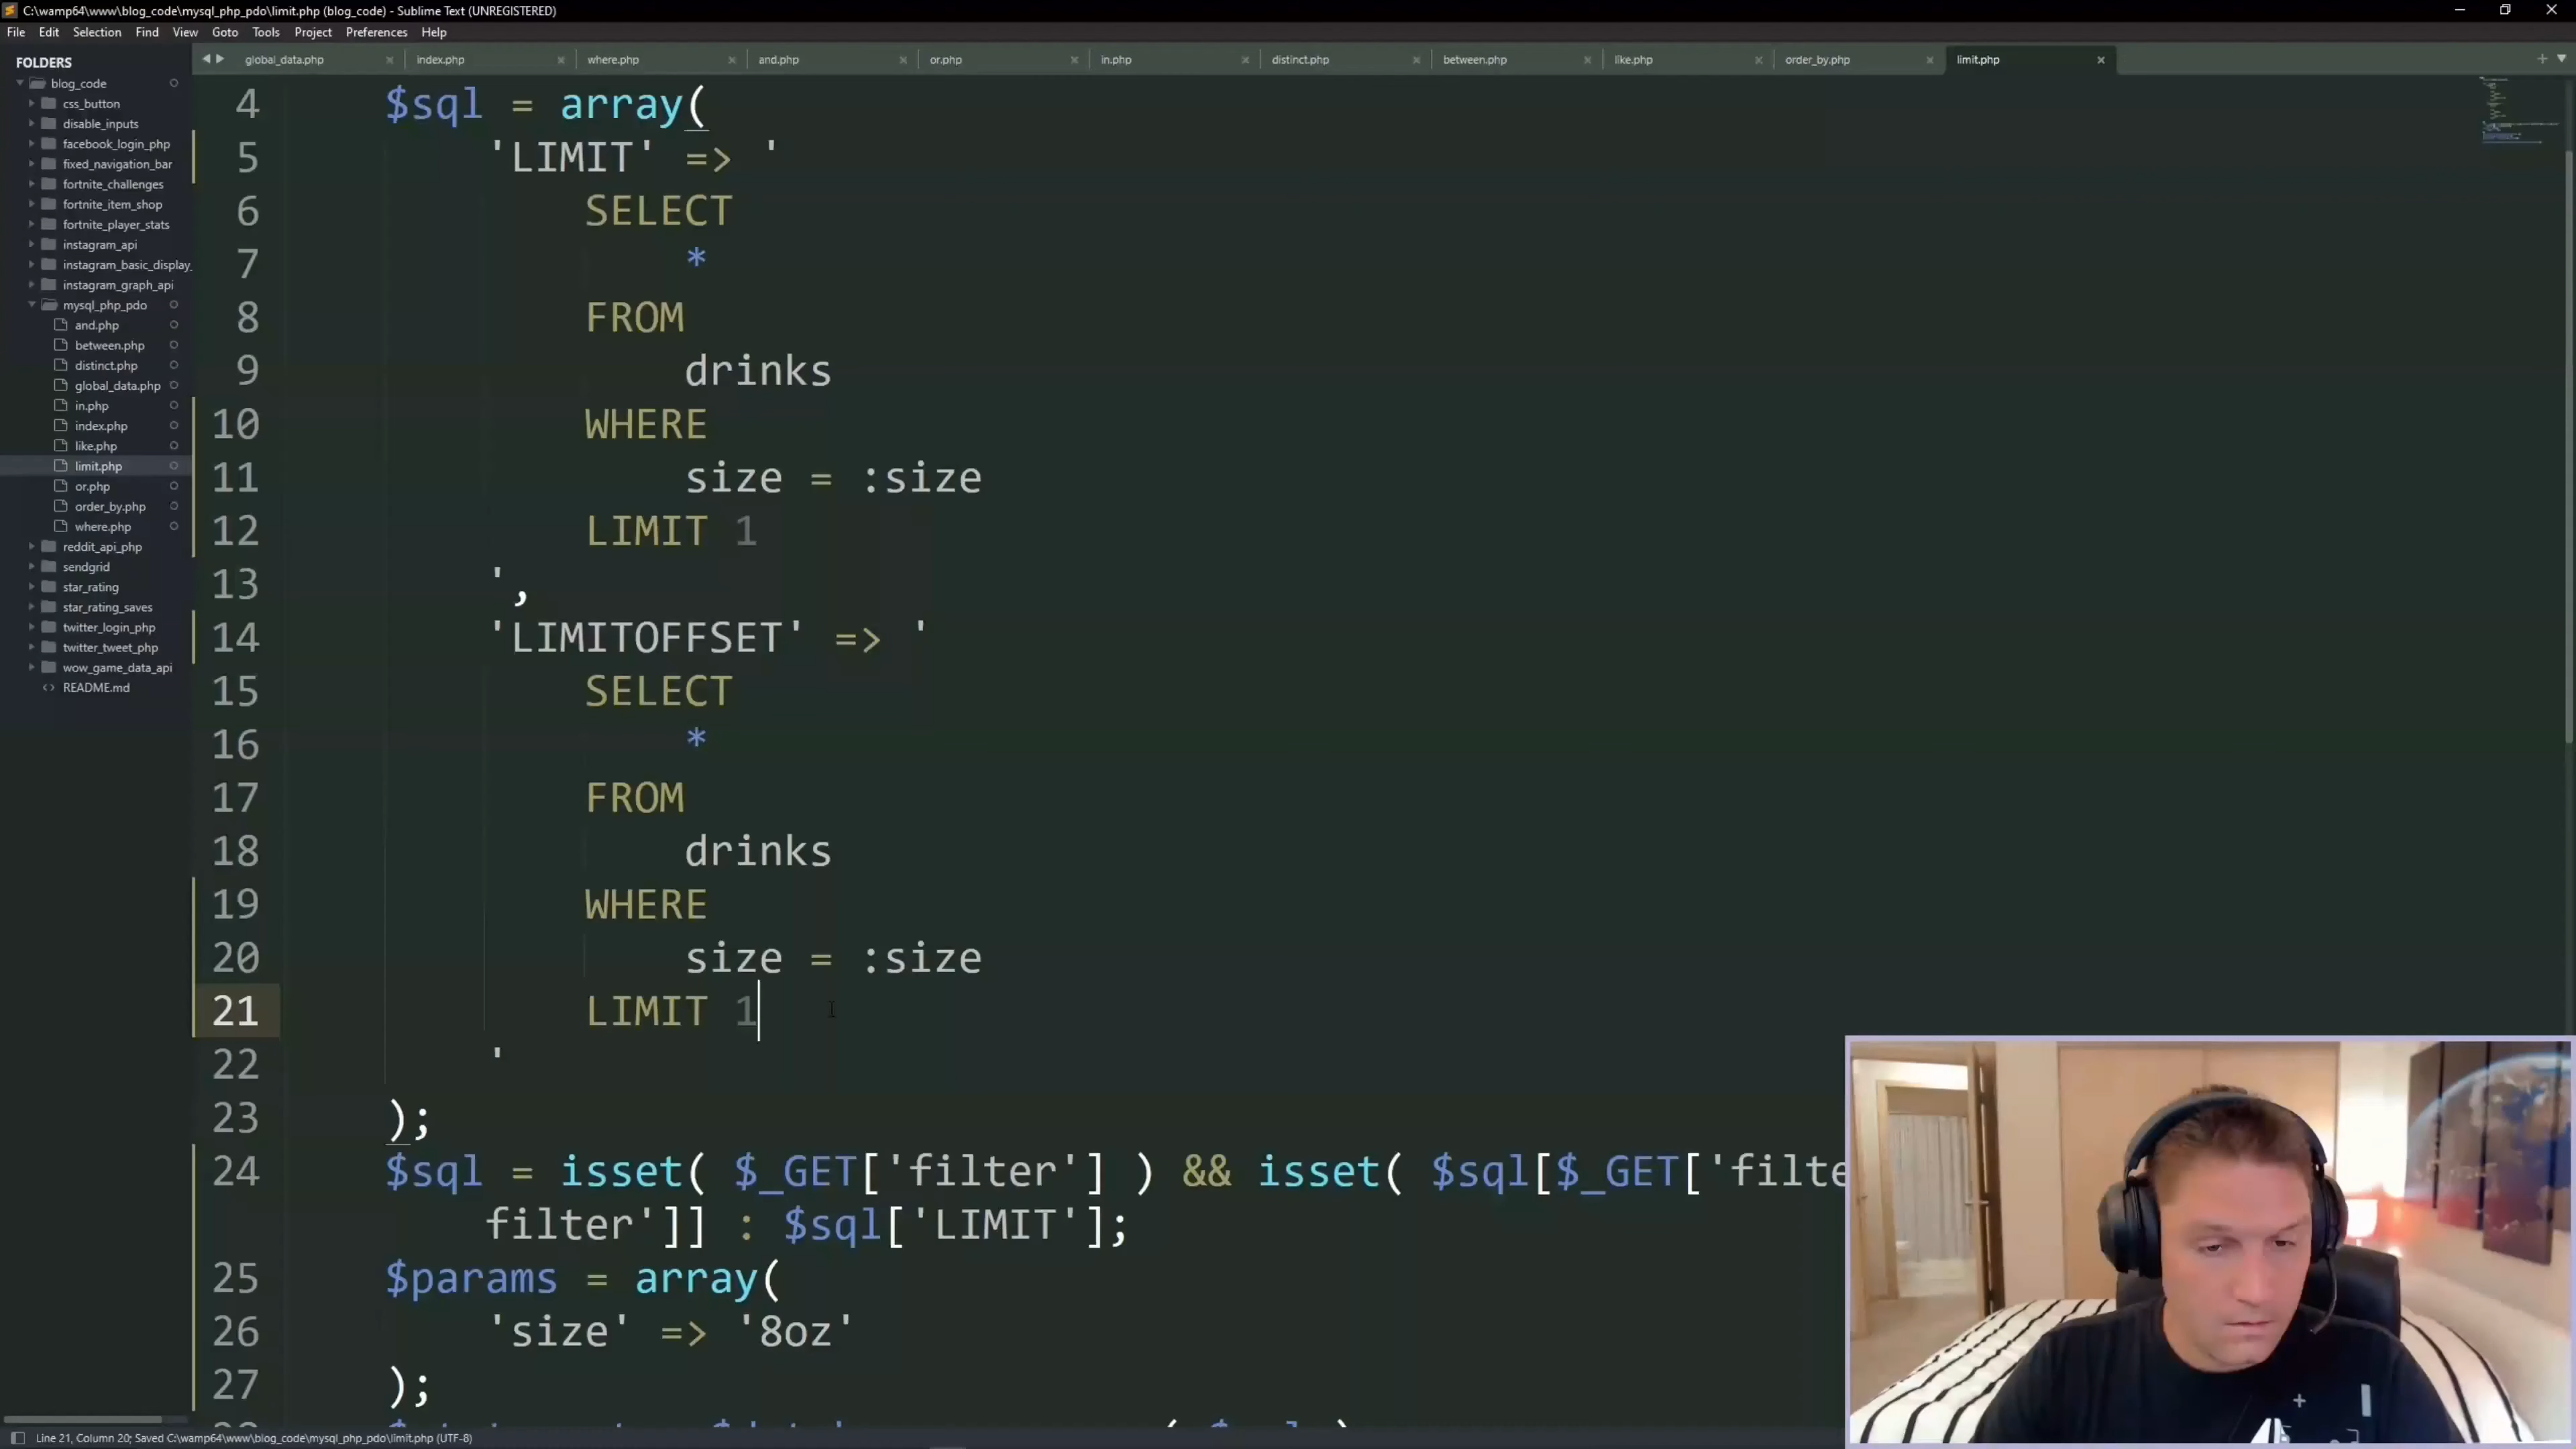 C:\wamp64\www\blog_code\mysql_php_pdo\limit.php (blog_code) - Sublime Text (UNREGISTERED)
File Edit Selection Find View Goto Tools Project Preferences Help
FOLDERS
blog_code
css_button
disable_inputs
facebook_login_php
fixed_navigation_bar
fortnite_challenges
fortnite_item_shop
fortnite_player_stats
instagram_api
instagram_basic_display_
instagram_graph_api
mysql_php_pdo
and.php
between.php
distinct.php
global_data.php
in.php
index.php
like.php
limit.php
or.php
order_by.php
where.php
reddit_api_php
sendgrid
star_rating
star_rating_saves
twitter_login_php
twitter_tweet_php
wow_game_data_api
README.md
global_data.php index.php where.php and.php or.php in.php distinct.php between.php like.php order_by.php limit.php
4 $sql = array(
5 'LIMIT' => '
6 SELECT
7 *
8 FROM
9 drinks
10 WHERE
11 size = :size
12 LIMIT 1
13 ',
14 'LIMITOFFSET' => '
15 SELECT
16 *
17 FROM
18 drinks
19 WHERE
20 size = :size
21 LIMIT 1
22 '
23 );
24 $sql = isset( $_GET['filter'] ) && isset( $sql[$_GET['filte
filter']] : $sql['LIMIT'];
25 $params = array(
26 'size' => '8oz'
27 );
Line 21, Column 20; Saved C:\wamp64\www\blog_code\mysql_php_pdo\limit.php (UTF-8)